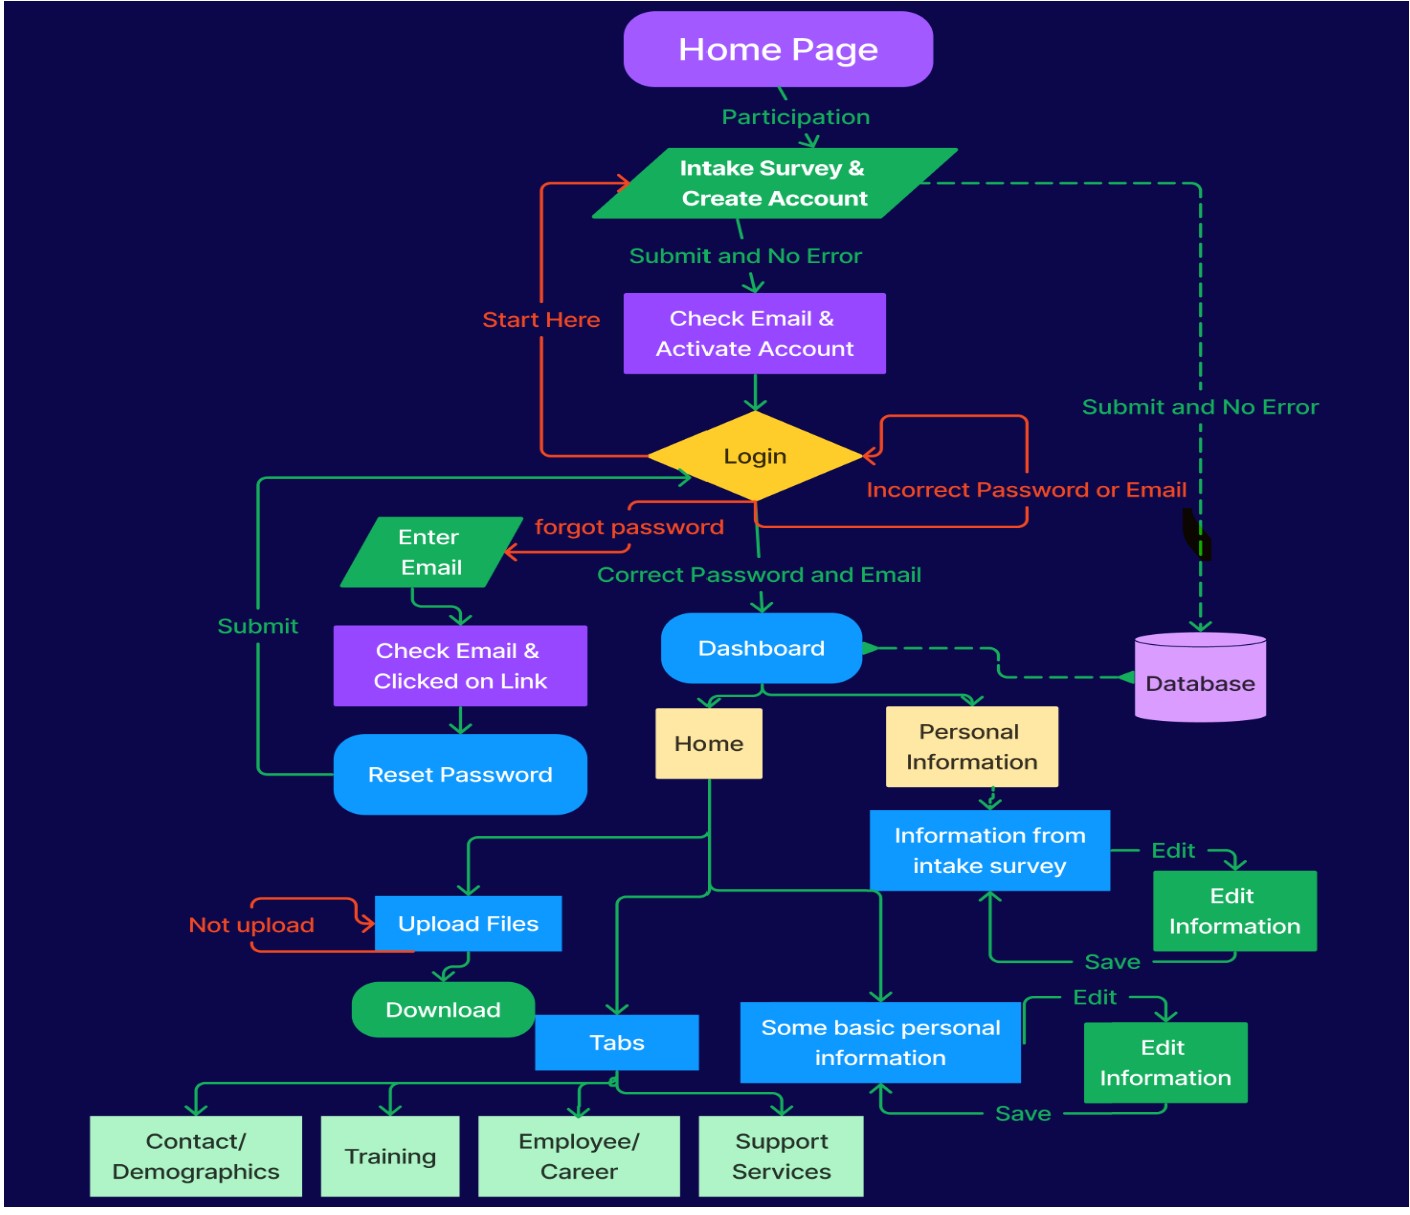 Home Page
Participation
Intake Survey &
Create Account
Submit and No Error
Start Here
Check Email &
Activate Account
Submit and No Error
Login
Incorrect Password or Email
forgot password
Enter
Email
Correct Password and Email
Submit
Check Email &
Clicked on Link
Dashboard
Database
Reset Password
Home
Personal
Information
Information from
intake survey
Edit
Edit
Information
Save
Not upload
Upload Files
Download
Tabs
Some basic personal
information
Edit
Edit
Information
Save
Contact/
Demographics
Training
Employee/
Career
Support
Services